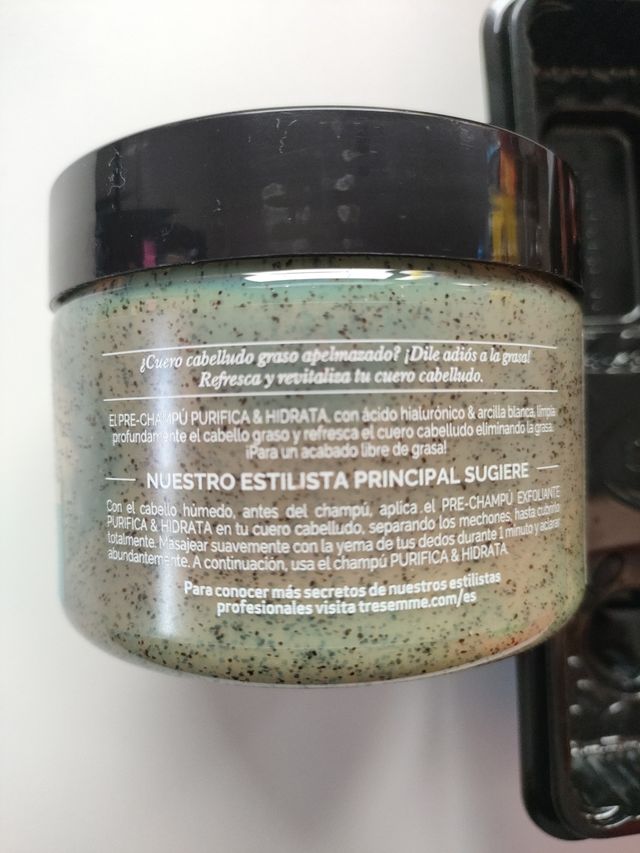 ¿Cuero cabelludo graso apelmazado? ¡Dile adiós a la grasa!
Refresca y revitaliza tu cuero cabelludo.
El PRE-CHAMPÚ PURIFICA & HIDRATA, con ácido hialurónico & arcilla blanca, limpia
profundamente el cabello graso y refresca el cuero cabelludo eliminando la grasa.
¡Para un acabado libre de grasa!
NUESTRO ESTILISTA PRINCIPAL SUGIERE
Con el cabello húmedo, antes del champú, aplica el PRE-CHAMPÚ EXFOLIANTE
PURIFICA & HIDRATA en tu cuero cabelludo, separando los mechones, hasta cubrirlo
totalmente. Masajear suavemente con la yema de tus dedos durante 1 minuto y aclarar
abundantemente. A continuación, usa el champú PURIFICA & HIDRATA.
Para conocer más secretos de nuestros estilistas
profesionales visita tresemme.com/es